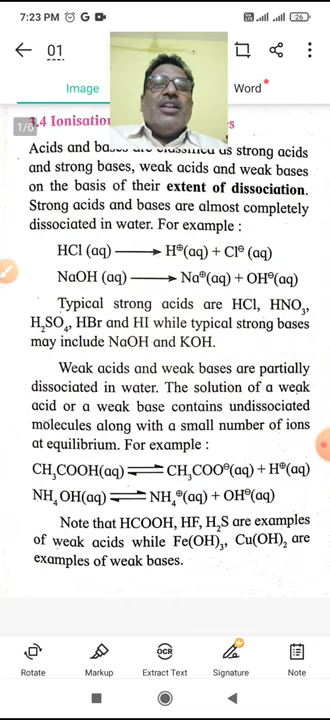 7:23 PM
26
01
Image
Word
1/6
3.4 Ionisation
Acids and bases are classified as strong acids
and strong bases, weak acids and weak bases
on the basis of their extent of dissociation.
Strong acids and bases are almost completely
dissociated in water. For example :
HCl (aq) ⟶ H⊕(aq) + Cl⊖ (aq)
NaOH (aq) ⟶ Na⊕(aq) + OH⊖(aq)
Typical strong acids are HCl, HNO₃,
H₂SO₄, HBr and HI while typical strong bases
may include NaOH and KOH.
Weak acids and weak bases are partially
dissociated in water. The solution of a weak
acid or a weak base contains undissociated
molecules along with a small number of ions
at equilibrium. For example :
CH₃COOH(aq) ⇌ CH₃COO⊖(aq) + H⊕(aq)
NH₄OH(aq) ⇌ NH₄⊕(aq) + OH⊖(aq)
Note that HCOOH, HF, H₂S are examples
of weak acids while Fe(OH)₃, Cu(OH)₂ are
examples of weak bases.
Rotate
Markup
OCR
Extract Text
Signature
Note